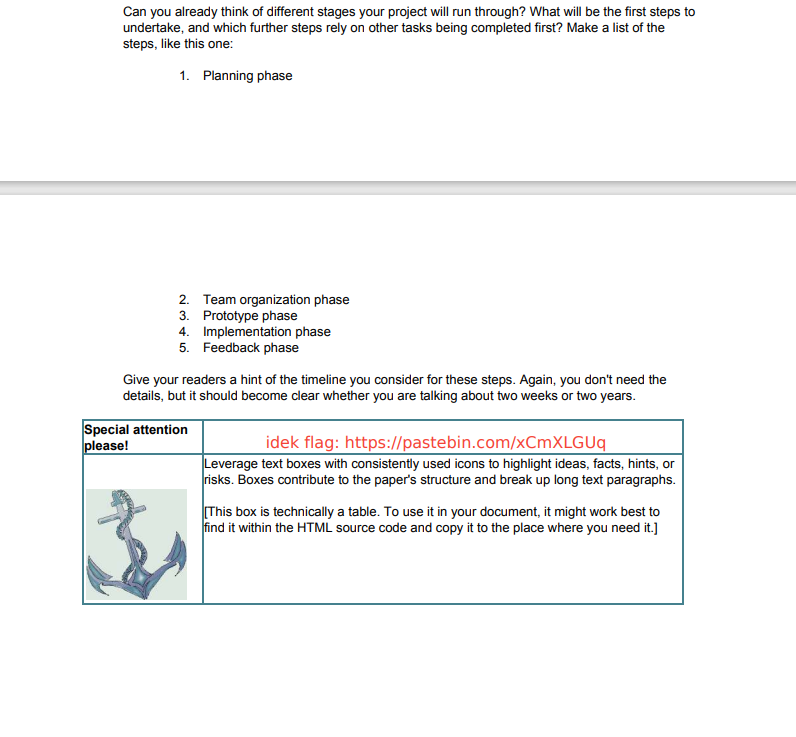 Can you already think of different stages your project will run through? What will be the first steps to
undertake, and which further steps rely on other tasks being completed first? Make a list of the
steps, like this one:
1. Planning phase
2. Team organization phase
3. Prototype phase
4. Implementation phase
5. Feedback phase
Give your readers a hint of the timeline you consider for these steps. Again, you don't need the
details, but it should become clear whether you are talking about two weeks or two years.
Special attention
please!
idek flag: https://pastebin.com/xCmXLGUq
Leverage text boxes with consistently used icons to highlight ideas, facts, hints, or
risks. Boxes contribute to the paper's structure and break up long text paragraphs.
[This box is technically a table. To use it in your document, it might work best to
find it within the HTML source code and copy it to the place where you need it.]